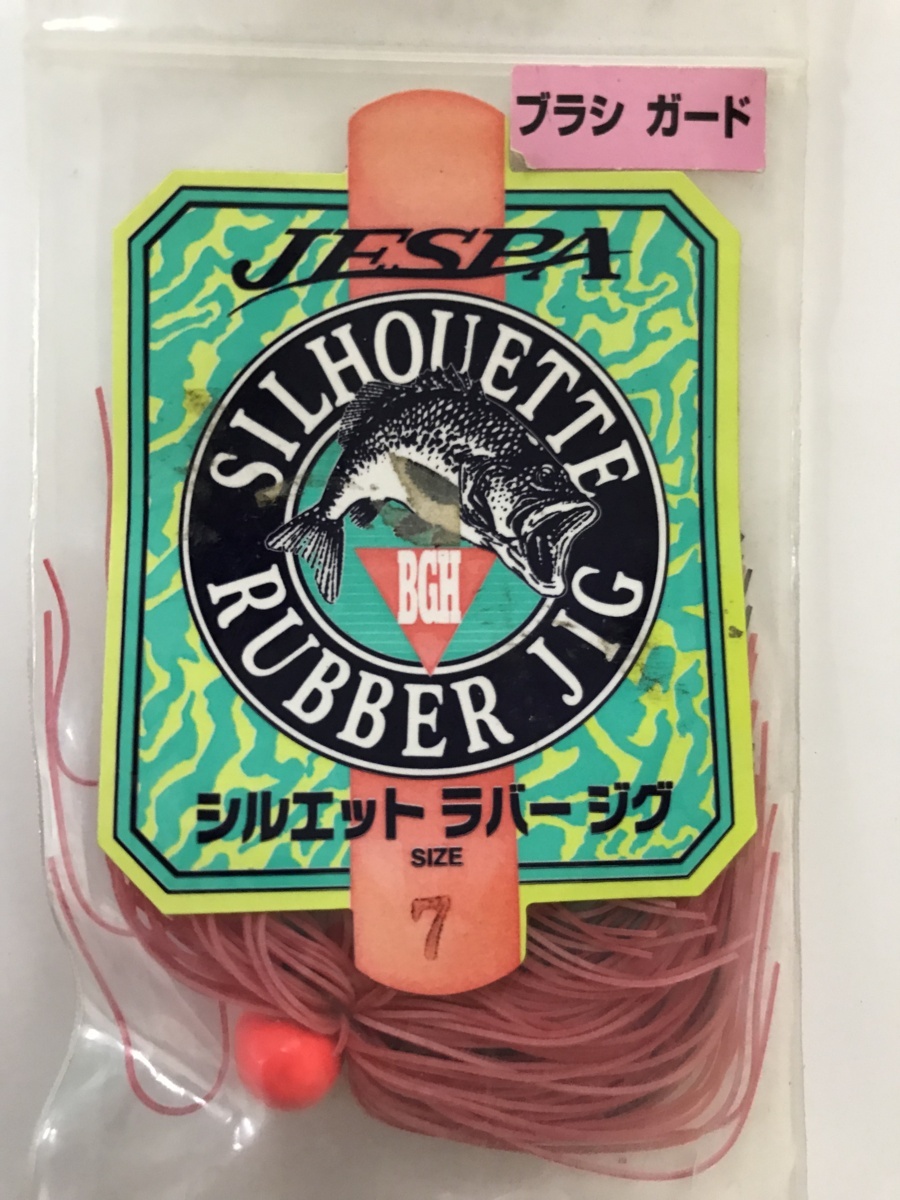 ブラシ ガード
JESPA
SILHOUETTE
BGH
RUBBER JIG
シルエット ラバー ジグ
SIZE
7